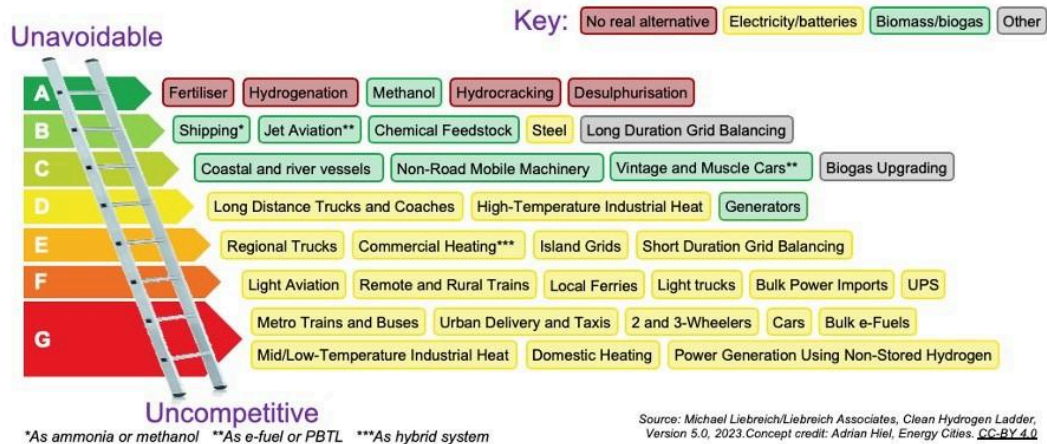 Key: No real alternative Electricity/batteries Biomass/biogas Other
Unavoidable
A Fertiliser Hydrogenation Methanol Hydrocracking Desulphurisation
B Shipping* Jet Aviation** Chemical Feedstock Steel Long Duration Grid Balancing
C Coastal and river vessels Non-Road Mobile Machinery Vintage and Muscle Cars** Biogas Upgrading
D Long Distance Trucks and Coaches High-Temperature Industrial Heat Generators
E Regional Trucks Commercial Heating*** Island Grids Short Duration Grid Balancing
F Light Aviation Remote and Rural Trains Local Ferries Light trucks Bulk Power Imports UPS
G Metro Trains and Buses Urban Delivery and Taxis 2 and 3-Wheelers Cars Bulk e-Fuels
Mid/Low-Temperature Industrial Heat Domestic Heating Power Generation Using Non-Stored Hydrogen
Uncompetitive
*As ammonia or methanol **As e-fuel or PBTL ***As hybrid system
Source: Michael Liebreich/Liebreich Associates, Clean Hydrogen Ladder,
Version 5.0, 2023.Concept credit: Adrian Hiel, Energy Cities. CC-BY 4.0